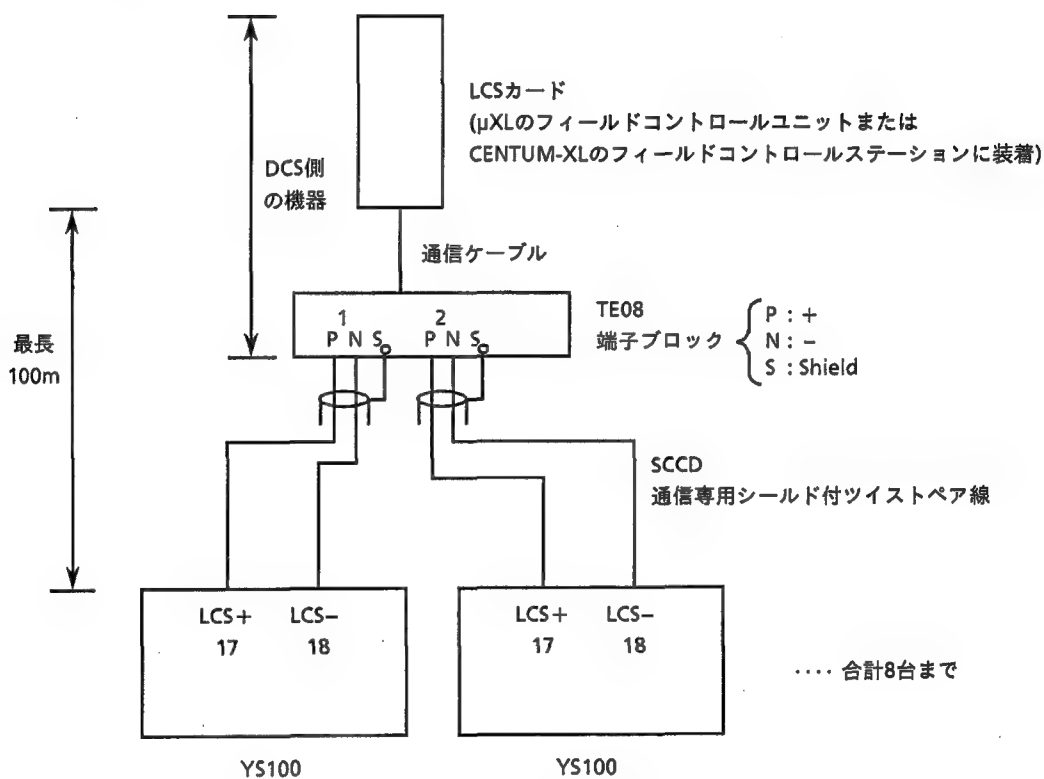 LCSカード
(μXLのフィールドコントロールユニットまたは
CENTUM-XLのフィールドコントロールステーションに装着)
DCS側
の機器
通信ケーブル
最長
100m
1 2
P N S P N S
TE08
端子ブロック
P : +
N : −
S : Shield
SCCD
通信専用シールド付ツイストペア線
LCS+ LCS−
17 18
LCS+ LCS−
17 18
‥‥ 合計8台まで
YS100 YS100